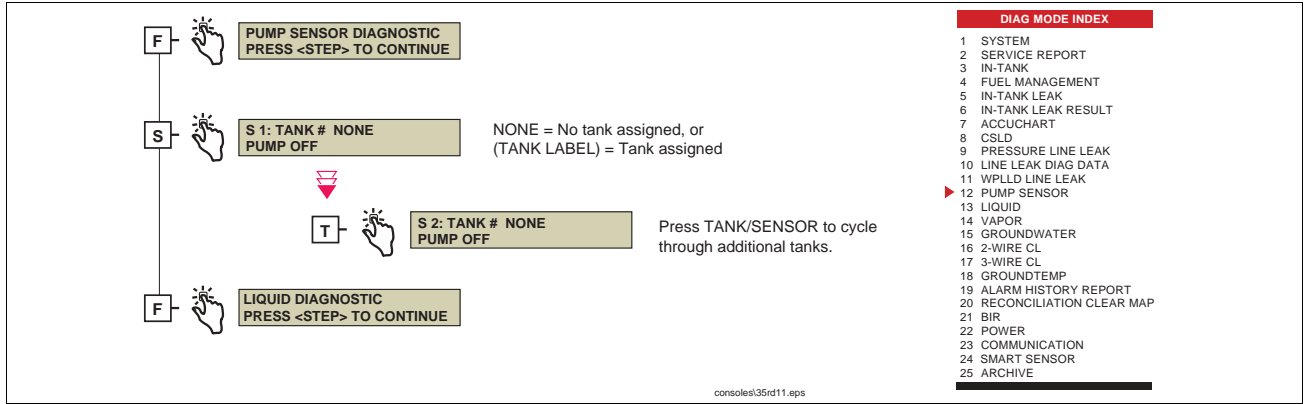 F
PUMP SENSOR DIAGNOSTIC
PRESS <STEP> TO CONTINUE
S
S 1: TANK #  NONE
PUMP OFF
NONE = No tank assigned, or
(TANK LABEL) = Tank assigned
T
S 2: TANK #  NONE
PUMP OFF
Press TANK/SENSOR to cycle
through additional tanks.
F
LIQUID DIAGNOSTIC
PRESS <STEP> TO CONTINUE
consoles\35rd11.eps
DIAG MODE INDEX
1 SYSTEM
2 SERVICE REPORT
3 IN-TANK
4 FUEL MANAGEMENT
5 IN-TANK LEAK
6 IN-TANK LEAK RESULT
7 ACCUCHART
8 CSLD
9 PRESSURE LINE LEAK
10 LINE LEAK DIAG DATA
11 WPLLD LINE LEAK
12 PUMP SENSOR
13 LIQUID
14 VAPOR
15 GROUNDWATER
16 2-WIRE CL
17 3-WIRE CL
18 GROUNDTEMP
19 ALARM HISTORY REPORT
20 RECONCILIATION CLEAR MAP
21 BIR
22 POWER
23 COMMUNICATION
24 SMART SENSOR
25 ARCHIVE